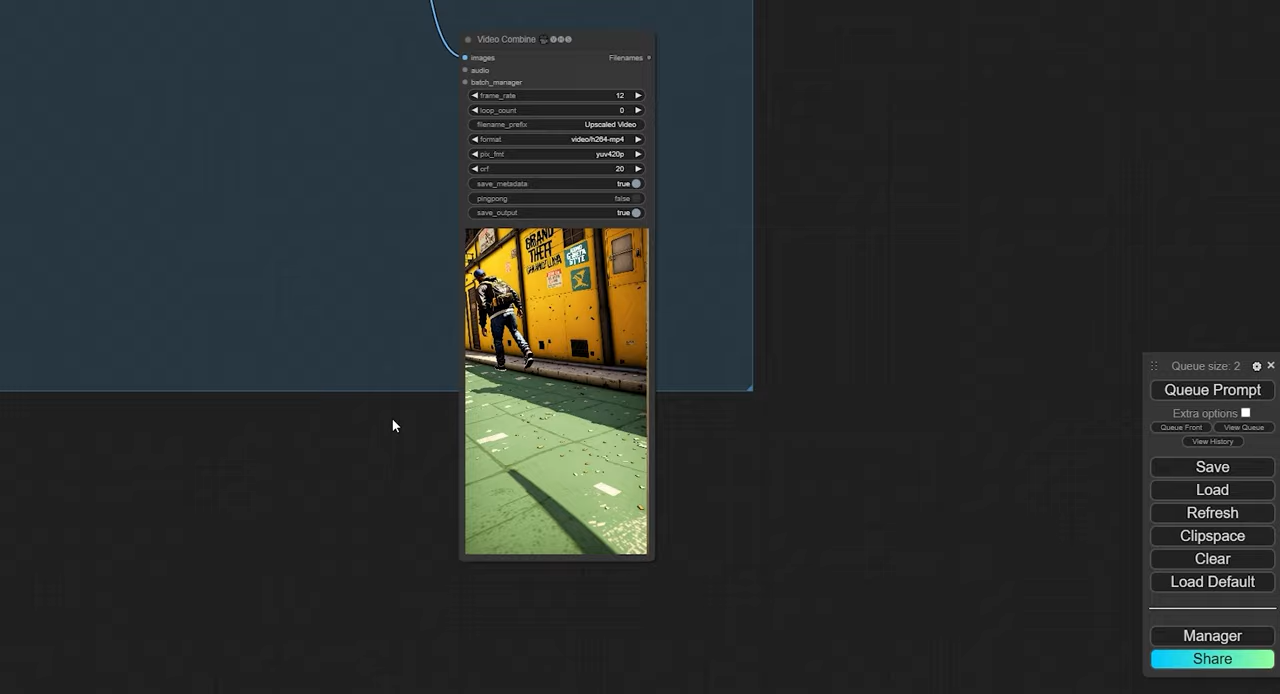 Video Combine
images Filenames
audio
batch_manager
frame_rate 12
loop_count 0
filename_prefix Upscaled Video
format video/h264-mp4
pix_fmt yuv420p
crf 20
save_metadata true
pingpong false
save_output true
GRAND
THEFT
Queue size: 2
Queue Prompt
Extra options
Queue Front View Queue
View History
Save
Load
Refresh
Clipspace
Clear
Load Default
Manager
Share